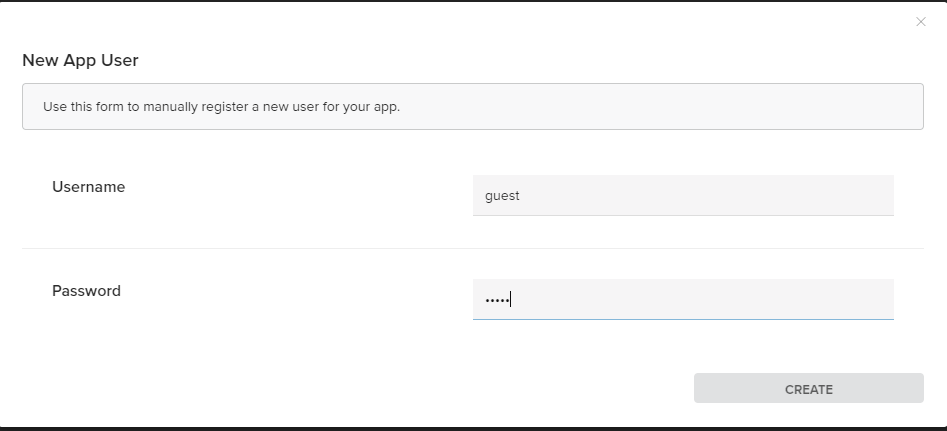 New App User
Use this form to manually register a new user for your app.
Username
guest
Password
•••••
CREATE